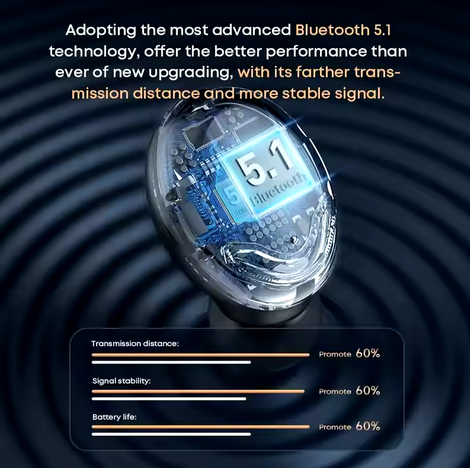 Adopting the most advanced Bluetooth 5.1
technology, offer the better performance than
ever of new upgrading, with its farther trans-
mission distance and more stable signal.
5.1
Bluetooth
5
Transmission distance:
Promote 60%
Signal stability:
Promote 60%
Battery life:
Promote 60%